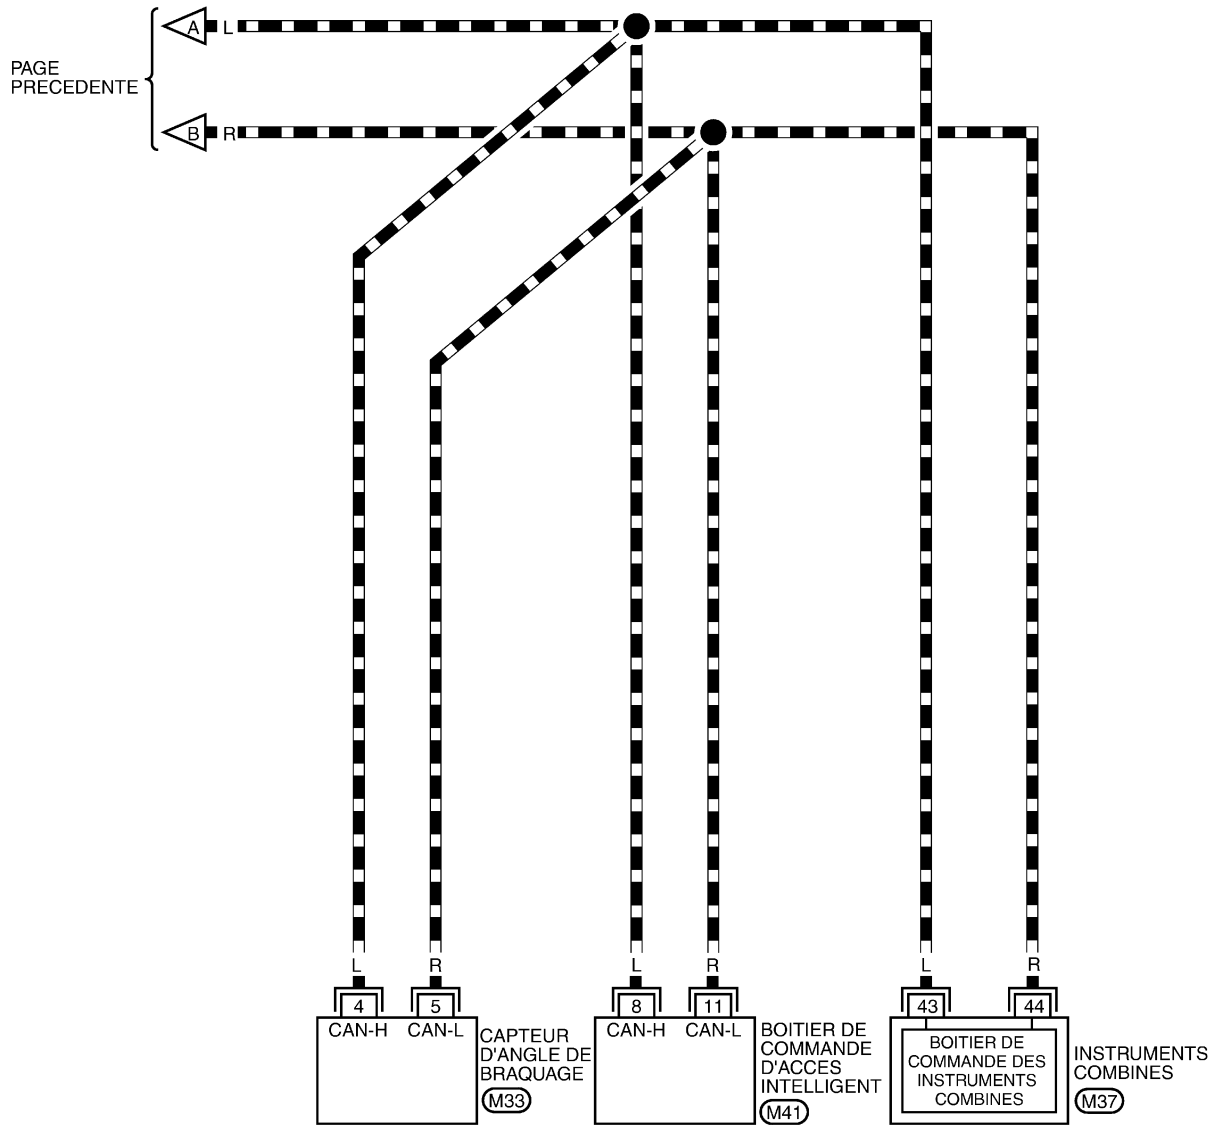 A L
PAGE
PRECEDENTE
B R
L R L R L R
4 5 8 11 43 44
CAN-H CAN-L
CAPTEUR
D'ANGLE DE
BRAQUAGE
M33
CAN-H CAN-L
BOITIER DE
COMMANDE
D'ACCES
INTELLIGENT
M41
BOITIER DE
COMMANDE DES
INSTRUMENTS
COMBINES
INSTRUMENTS
COMBINES
M37